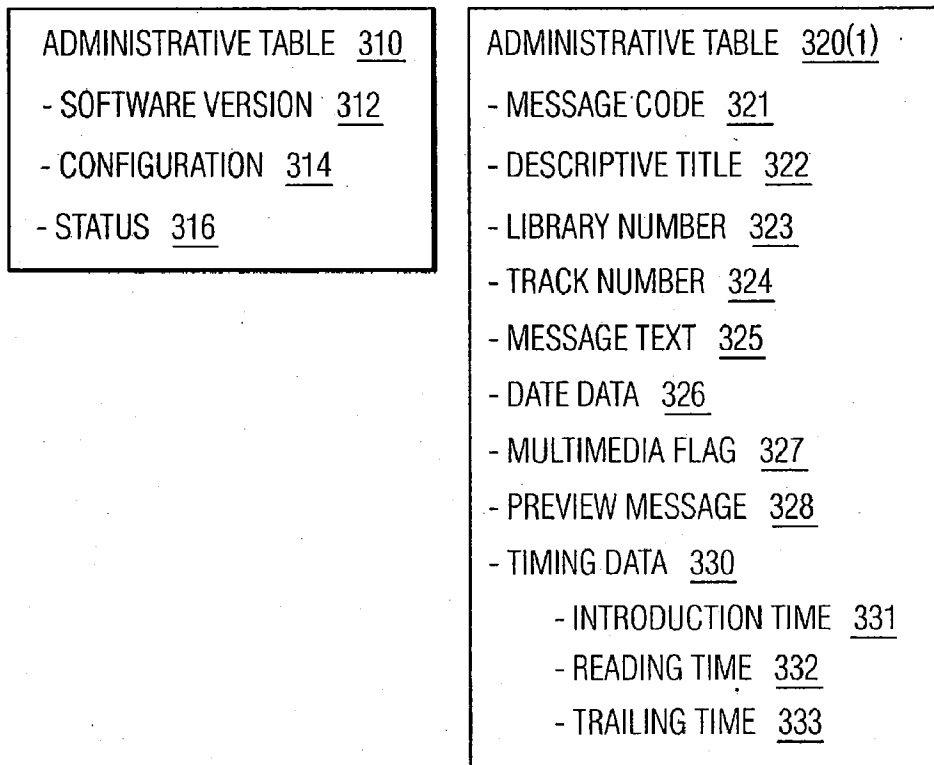 ADMINISTRATIVE TABLE 310
- SOFTWARE VERSION 312
- CONFIGURATION 314
- STATUS 316
ADMINISTRATIVE TABLE 320(1)
- MESSAGE CODE 321
- DESCRIPTIVE TITLE 322
- LIBRARY NUMBER 323
- TRACK NUMBER 324
- MESSAGE TEXT 325
- DATE DATA 326
- MULTIMEDIA FLAG 327
- PREVIEW MESSAGE 328
- TIMING DATA 330
- INTRODUCTION TIME 331
- READING TIME 332
- TRAILING TIME 333